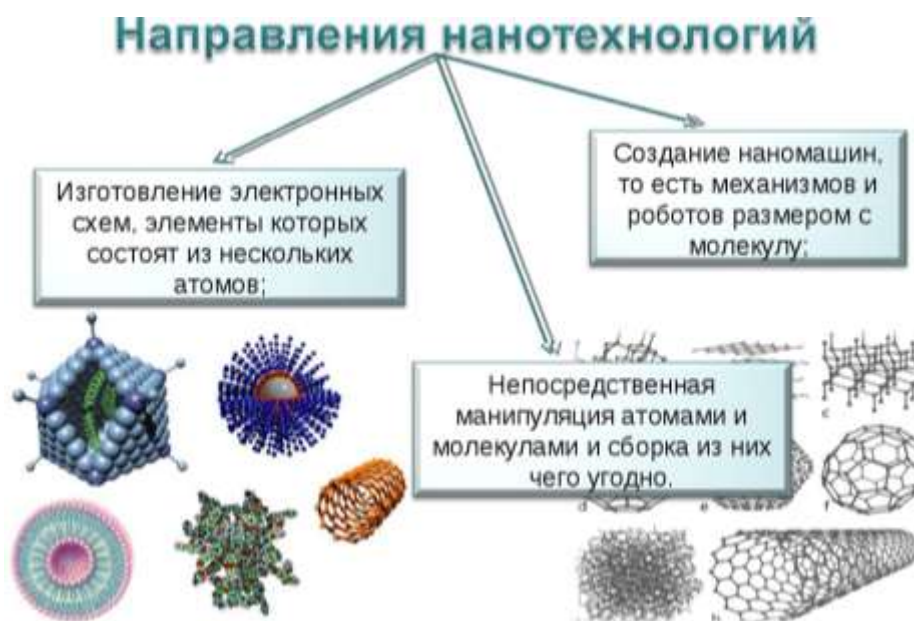 Направления нанотехнологий
Изготовление электронных
схем, элементы которых
состоят из нескольких
атомов;
Создание наномашин,
то есть механизмов и
роботов размером с
молекулу;
Непосредственная
манипуляция атомами и
молекулами и сборка из них
чего угодно.
c
d
e
f
h